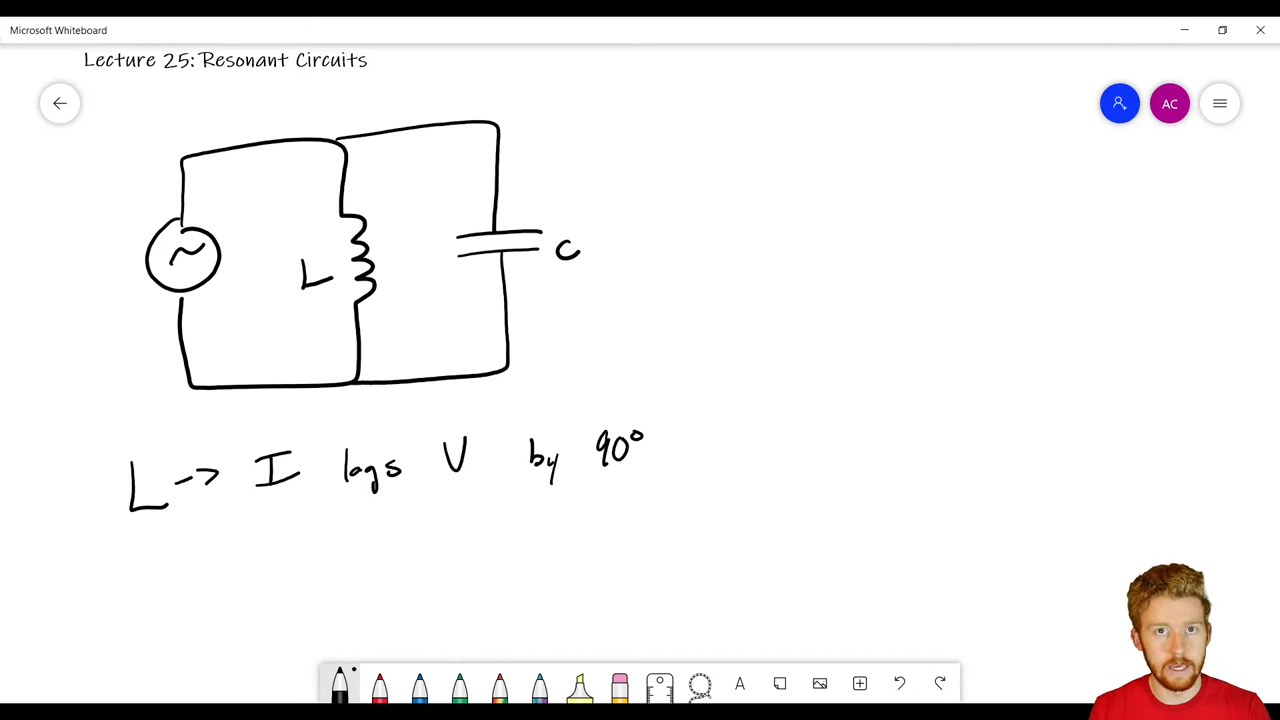 Microsoft Whiteboard
Lecture 25: Resonant Circuits
AC
L
C
L -> I lags V by 90°
A